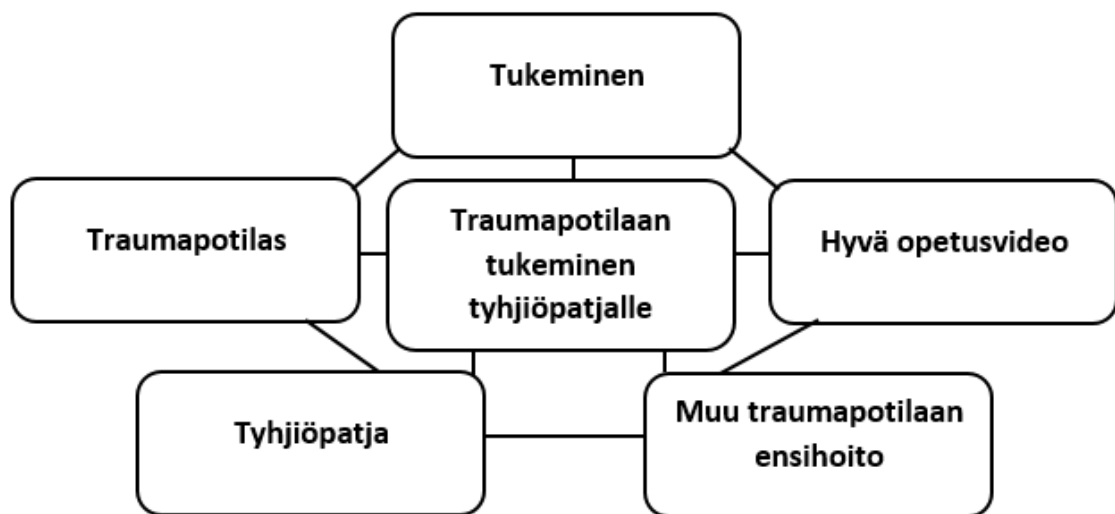 Tukeminen
Traumapotilas
Traumapotilaan
tukeminen
tyhjiöpatjalle
Hyvä opetusvideo
Tyhjiöpatja
Muu traumapotilaan
ensihoito